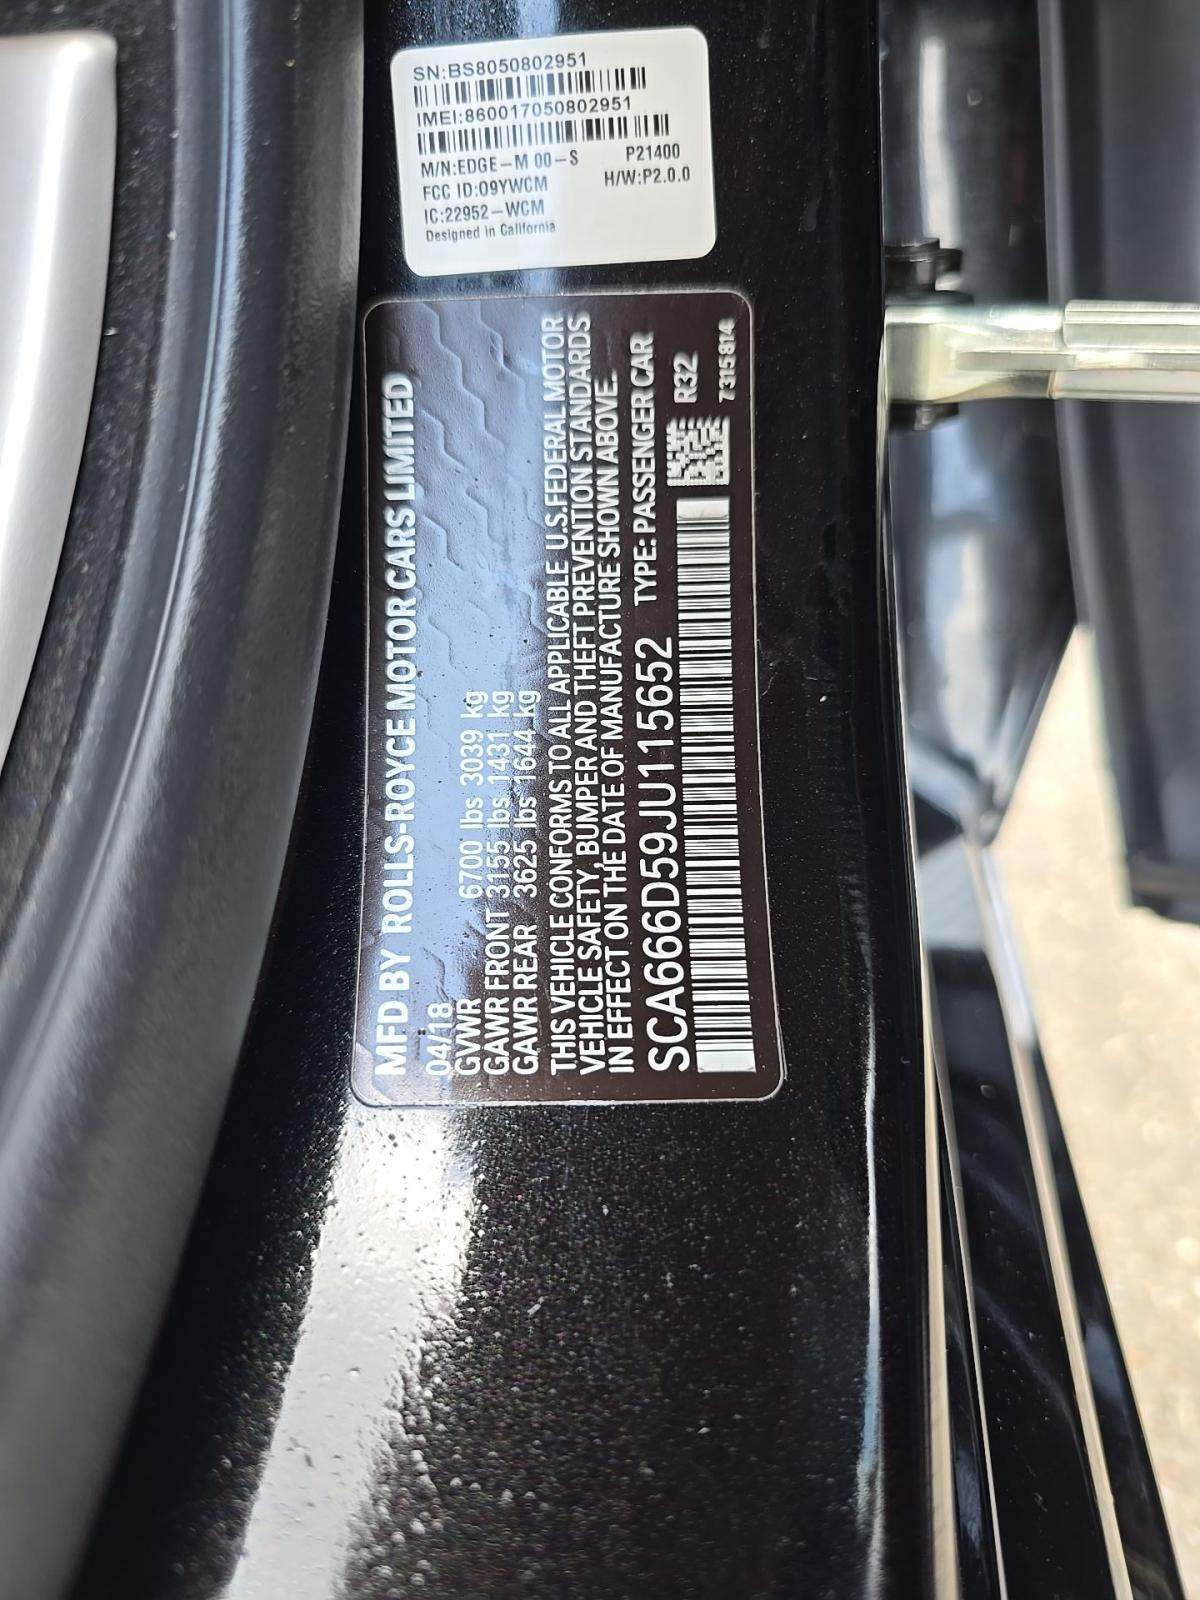 SN:BS8050802951
IMEI:860017050802951
M/N:EDGE-M 00-S P21400
FCC ID:09YWCM H/W:P2.0.0
IC:22952-WCM
Designed in California
MFD BY ROLLS-ROYCE MOTOR CARS LIMITED
04/18
GVWR 6700 lbs 3039 kg
GAWR FRONT 3155 lbs 1431 kg
GAWR REAR 3625 lbs 1644 kg
THIS VEHICLE CONFORMS TO ALL APPLICABLE U.S.FEDERAL MOTOR
VEHICLE SAFETY, BUMPER AND THEFT PREVENTION STANDARDS
IN EFFECT ON THE DATE OF MANUFACTURE SHOWN ABOVE.
SCA666D59JU115652 TYPE: PASSENGER CAR
R32
7315814